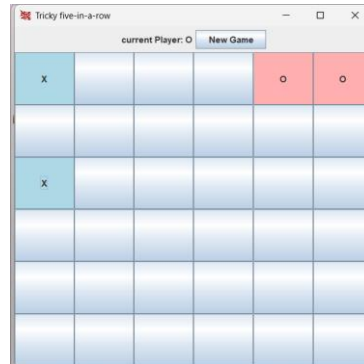 Tricky five-in-a-row
current Player: O New Game
X O O
X